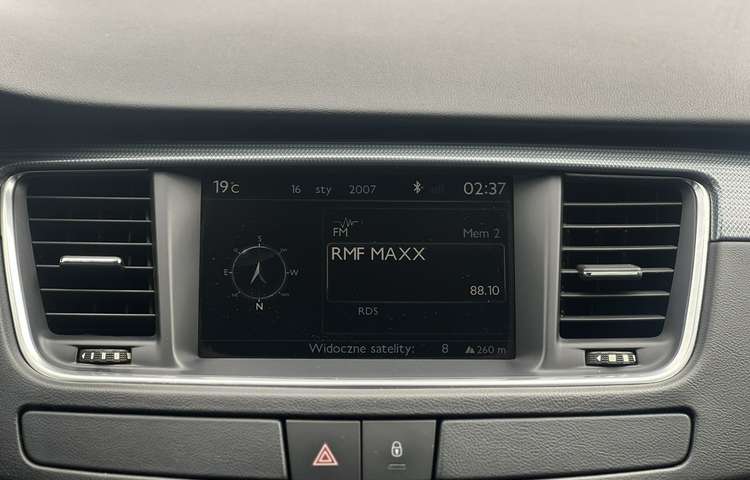 19°C 16 sty 2007 02:37
FM Mem 2
RMF MAXX
88.10
RDS
S
E W
N
Widoczne satelity: 8 260 m